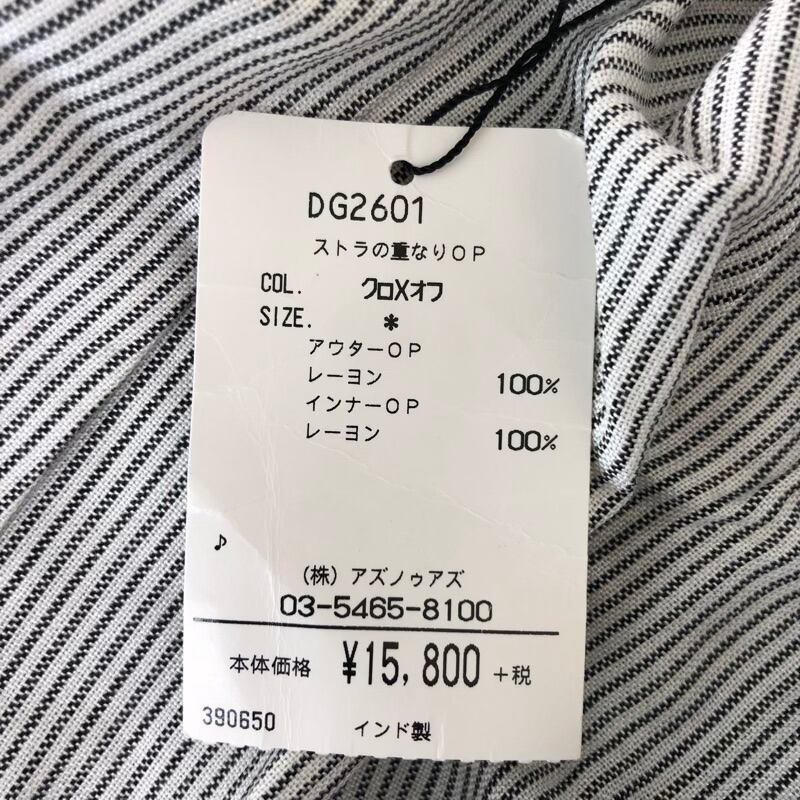 DG2601
ストラの重なりOP
COL. クロXオフ
SIZE. *
アウターOP
レーヨン 100%
インナーOP
レーヨン 100%
♪
(株) アズノゥアズ
03-5465-8100
本体価格 ¥15,800 +税
390650 インド製